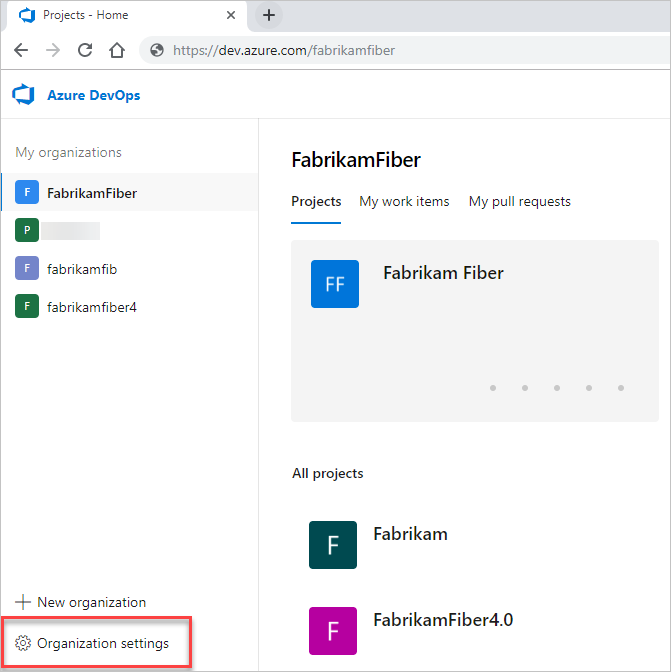 Projects - Home
https://dev.azure.com/fabrikamfiber
Azure DevOps
My organizations
F FabrikamFiber
P
F fabrikamfib
F fabrikamfiber4
New organization
Organization settings
FabrikamFiber
Projects My work items My pull requests
FF Fabrikam Fiber
All projects
F Fabrikam
F FabrikamFiber4.0